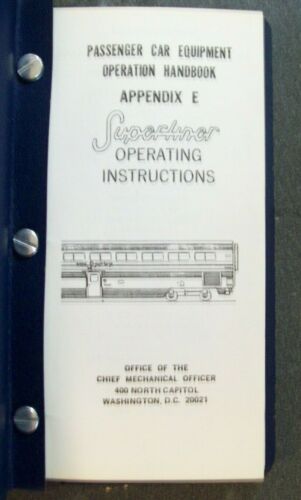 PASSENGER CAR EQUIPMENT
OPERATION HANDBOOK
APPENDIX E
Superliner
OPERATING
INSTRUCTIONS
OFFICE OF THE
CHIEF MECHANICAL OFFICER
400 NORTH CAPITOL
WASHINGTON, D.C. 20021